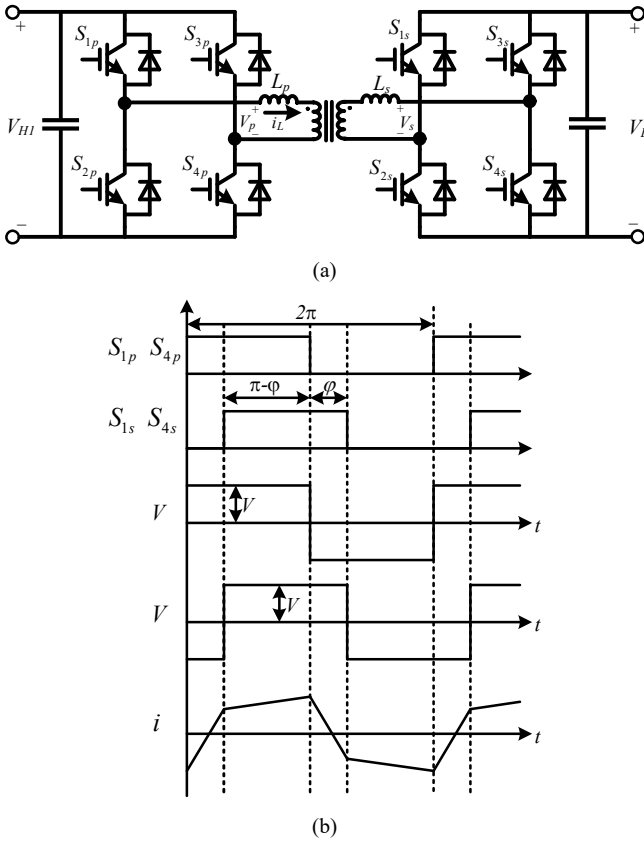 + S1p S3p S1s S3s +
Lp Ls
VH1 + Vp − iL + Vs − V
S2p S4p S2s S4s
− −
(a)
2π
S1p S4p
π-φ φ
S1s S4s
V V t
V V t
i t
(b)